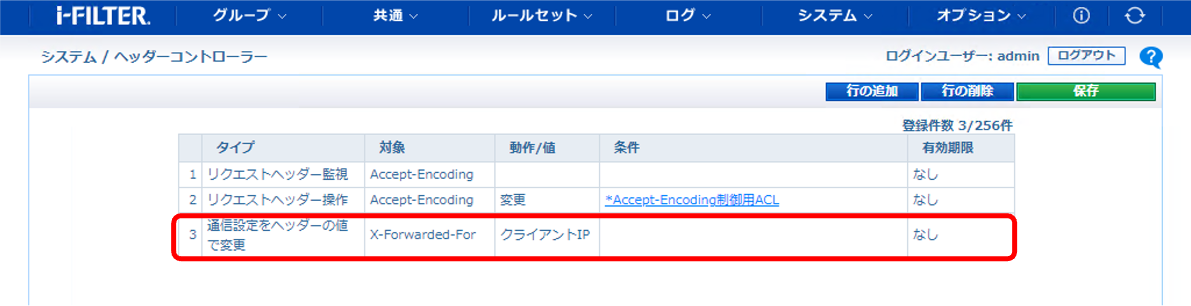 i-FILTER.
グループ
共通
ルールセット
ログ
システム
オプション
システム / ヘッダーコントローラー
ログインユーザー: admin ログアウト ?
行の追加 行の削除 保存
登録件数 3/256件
タイプ 対象 動作/値 条件 有効期限
1 リクエストヘッダー監視 Accept-Encoding なし
2 リクエストヘッダー操作 Accept-Encoding 変更 *Accept-Encoding制御用ACL なし
3 通信設定をヘッダーの値で変更 X-Forwarded-For クライアントIP なし